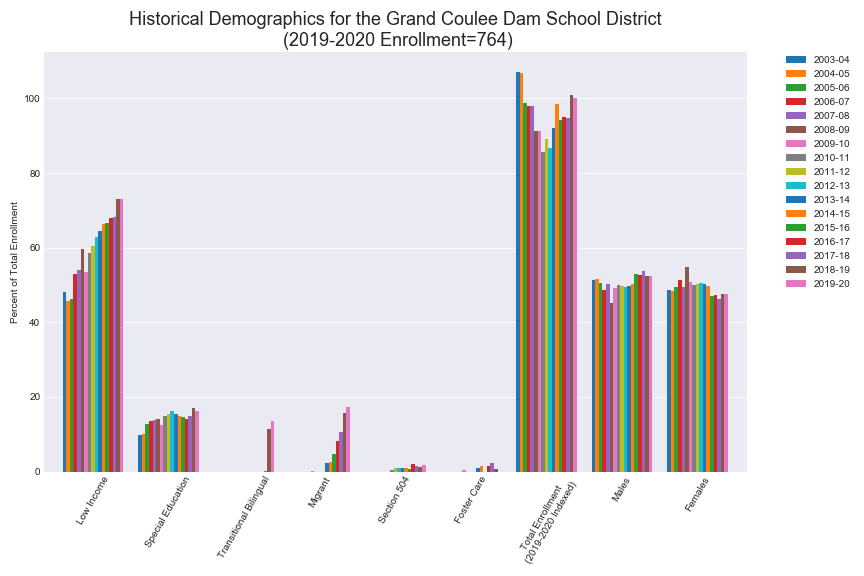 Historical Demographics for the Grand Coulee Dam School District
(2019-2020 Enrollment=764)
Percent of Total Enrollment
100
80
60
40
20
0
Low Income
Special Education
Transitional Bilingual
Migrant
Section 504
Foster Care
Total Enrollment
(2019-2020 Indexed)
Males
Females
2003-04
2004-05
2005-06
2006-07
2007-08
2008-09
2009-10
2010-11
2011-12
2012-13
2013-14
2014-15
2015-16
2016-17
2017-18
2018-19
2019-20